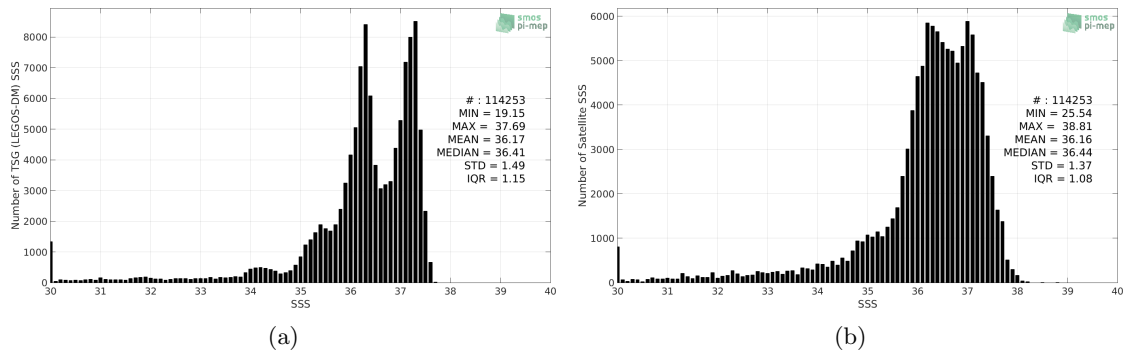 smos
pi-mep
Number of TSG (LEGOS-DM) SSS
8000
7000
6000
5000
4000
3000
2000
1000
0
# : 114253
MIN = 19.15
MAX = 37.69
MEAN = 36.17
MEDIAN = 36.41
STD = 1.49
IQR = 1.15
30 31 32 33 34 35 36 37 38 39 40
SSS
(a)
smos
pi-mep
Number of Satellite SSS
6000
5000
4000
3000
2000
1000
0
# : 114253
MIN = 25.54
MAX = 38.81
MEAN = 36.16
MEDIAN = 36.44
STD = 1.37
IQR = 1.08
30 31 32 33 34 35 36 37 38 39 40
SSS
(b)